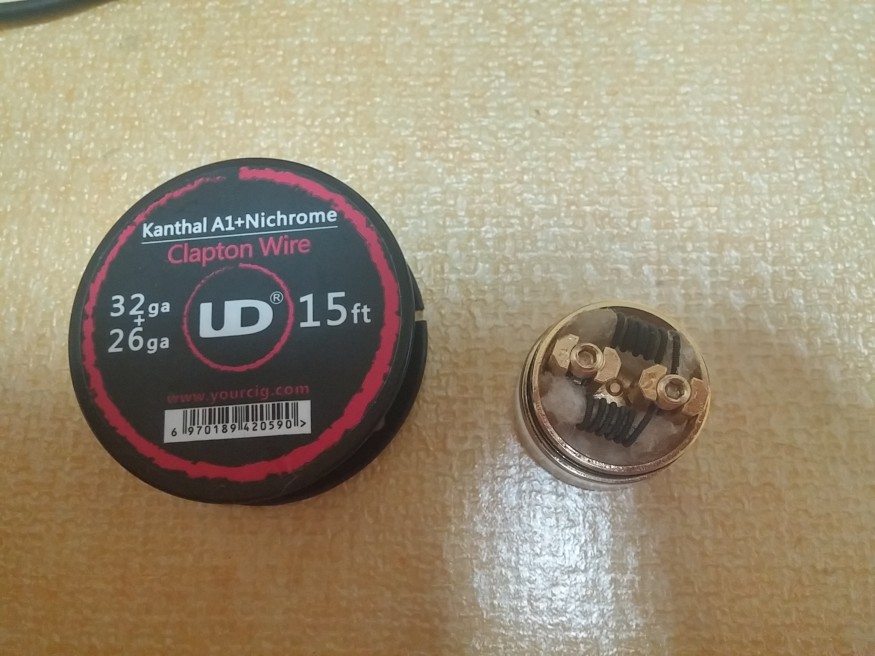 Kanthal A1+Nichrome
Clapton Wire
32ga
+
26ga
UD®
15ft
www.yourcig.com
6 970189 420590 >